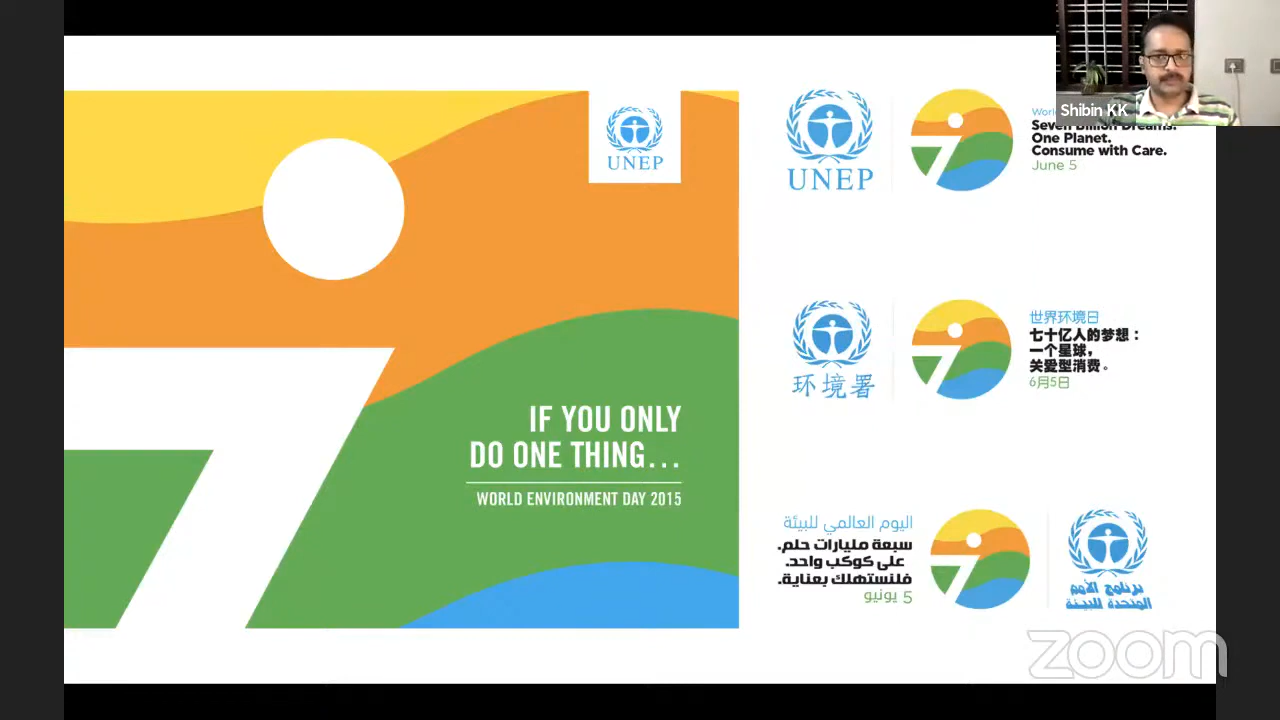 UNEP
IF YOU ONLY
DO ONE THING...
WORLD ENVIRONMENT DAY 2015
UNEP
Seven Billion Dreams.
One Planet.
Consume with Care.
June 5
Shibin KK
环境署
世界环境日
七十亿人的梦想：
一个星球，
关爱型消费。
6月5日
اليوم العالمي للبيئة
سبعة مليارات حلم.
على كوكب واحد.
فلنستهلك بعناية.
5 يونيو
برنامج الأمم
المتحدة للبيئة
zoom